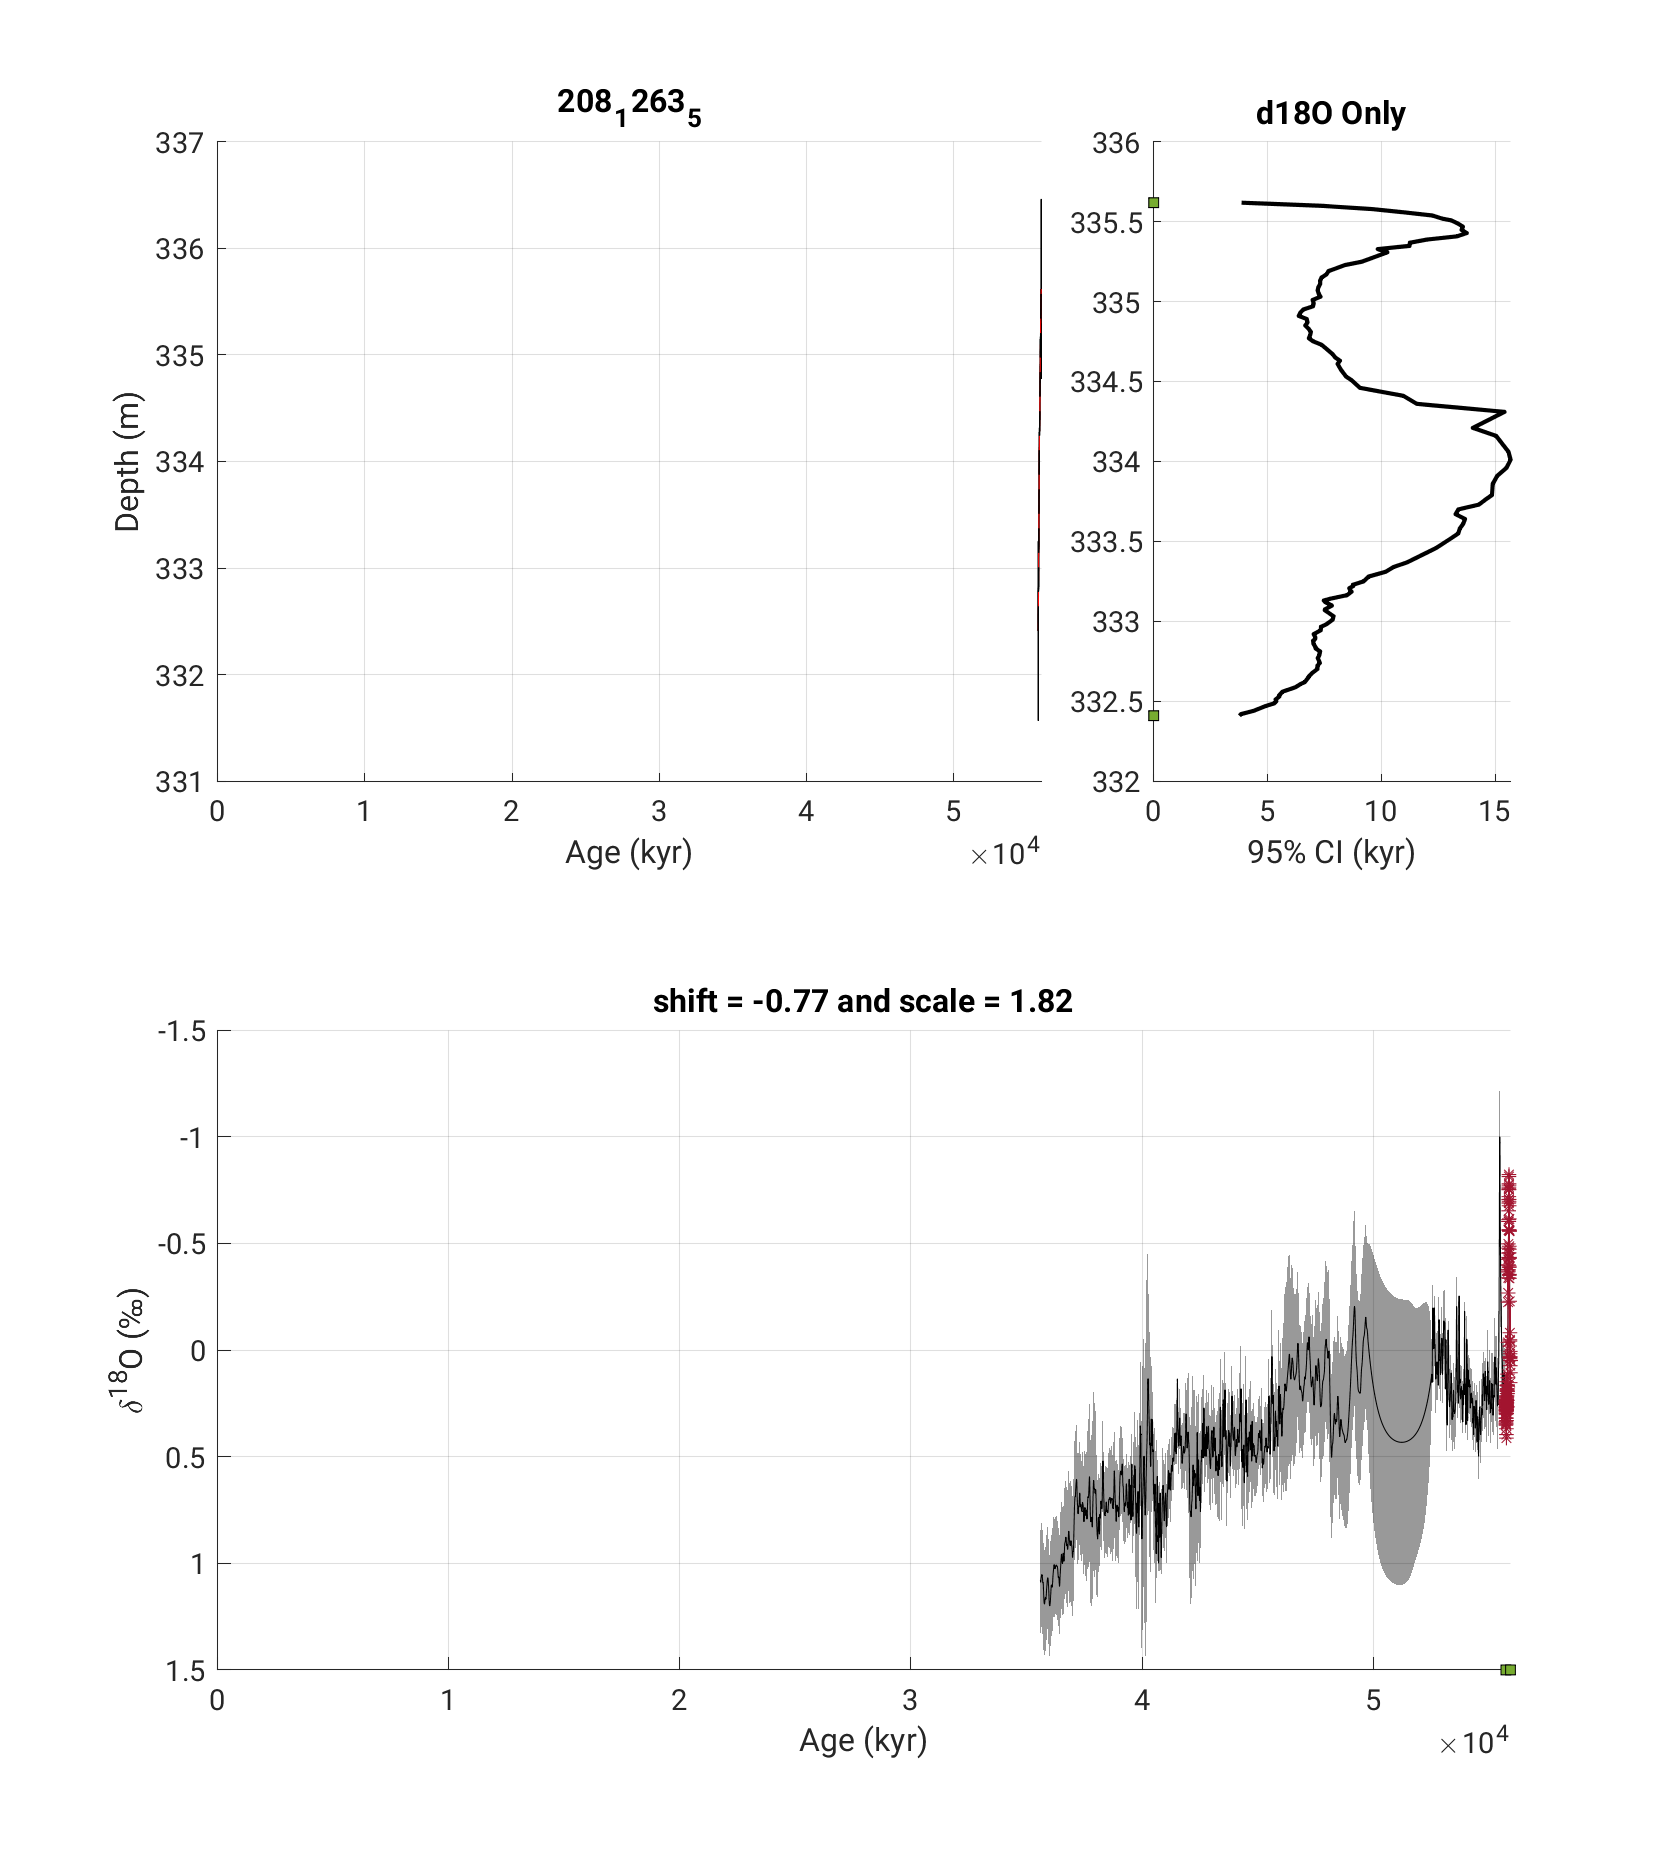 208₁263₅
337
336
335
334
333
332
331
0 1 2 3 4 5
×10⁴
Age (kyr)
Depth (m)
d18O Only
336
335.5
335
334.5
334
333.5
333
332.5
332
0 5 10 15
95% CI (kyr)
shift = -0.77 and scale = 1.82
-1.5
-1
-0.5
0
0.5
1
1.5
0 1 2 3 4 5
×10⁴
Age (kyr)
δ¹⁸O (‰)